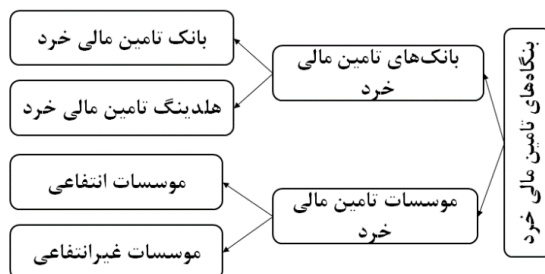 بنگاه‌های تامین مالی خرد
بانک‌های تامین مالی
خرد
بانک تامین مالی خرد
هلدینگ تامین مالی خرد
موسسات تامین مالی
خرد
موسسات انتفاعی
موسسات غیرانتفاعی